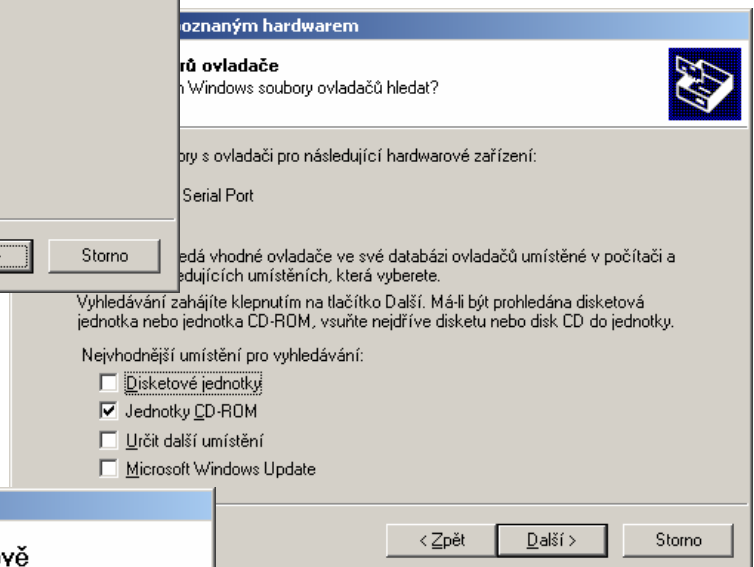 oznaným hardwarem
rů ovladače
Windows soubory ovladačů hledat?
ory s ovladači pro následující hardwarové zařízení:
Serial Port
Storno
edá vhodné ovladače ve své databázi ovladačů umístěné v počítači a
edujících umístěních, která vyberete.
Vyhledávání zahájíte klepnutím na tlačítko Další. Má-li být prohledána disketová
jednotka nebo jednotka CD-ROM, vsuňte nejdříve disketu nebo disk CD do jednotky.
Nejvhodnější umístění pro vyhledávání:
Disketové jednotky
Jednotky CD-ROM
Určit další umístění
Microsoft Windows Update
< Zpět
Další >
Storno
vě